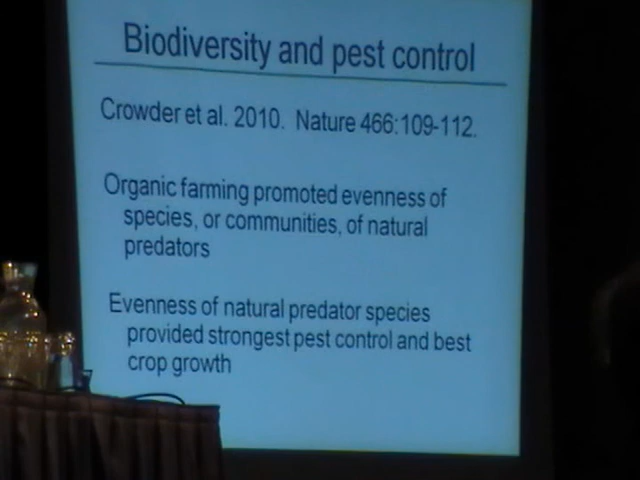 Biodiversity and pest control
Crowder et al. 2010. Nature 466:109-112.
Organic farming promoted evenness of
species, or communities, of natural
predators
Evenness of natural predator species
provided strongest pest control and best
crop growth